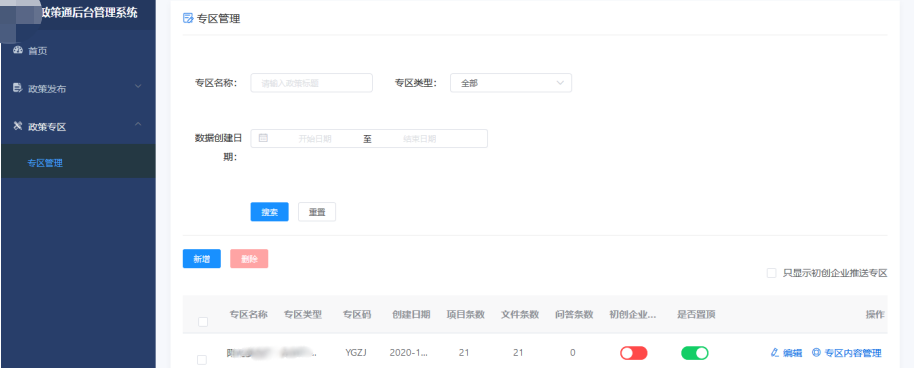 政策通后台管理系统
首页
政策发布
政策专区
专区管理
专区管理
专区名称： 请输入政策标题 专区类型： 全部
数据创建日期： 开始日期 至 结束日期
搜索 重置
新增 删除
只显示初创企业推送专区
专区名称 专区类型 专区码 创建日期 项目条数 文件条数 问答条数 初创企业... 是否置顶 操作
YGZJ 2020-1... 21 21 0 编辑 专区内容管理